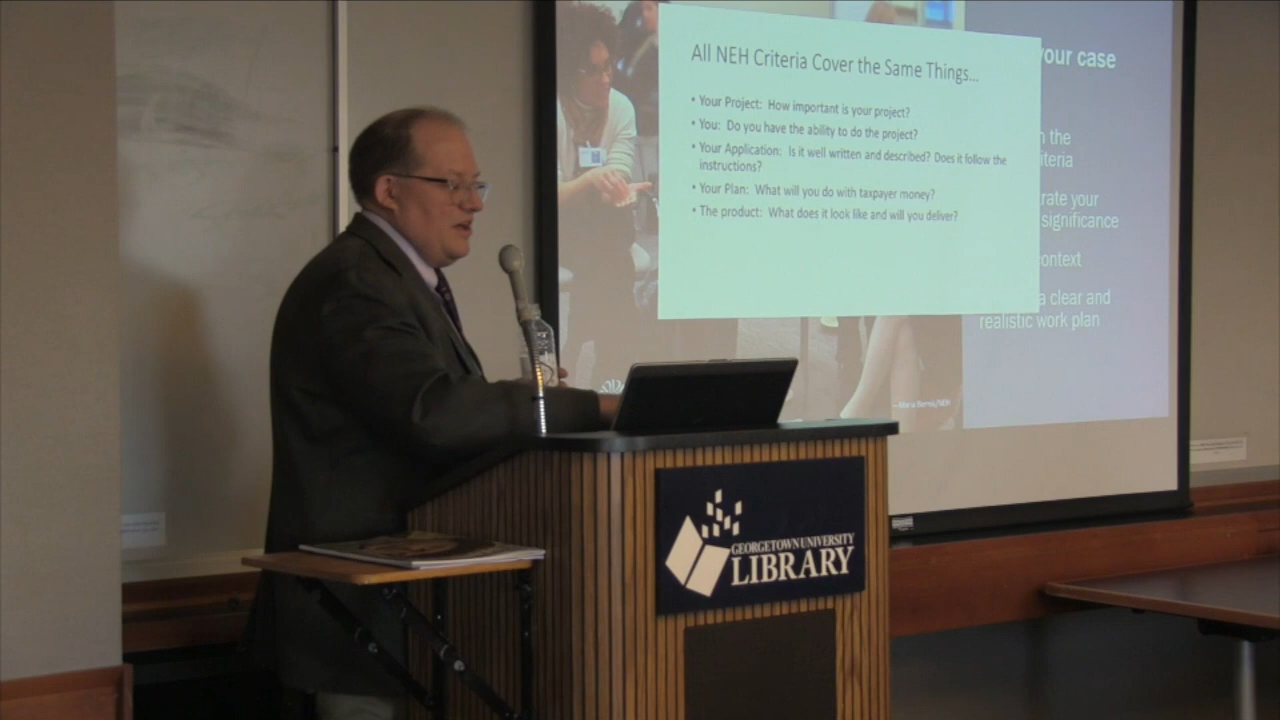 All NEH Criteria Cover the Same Things...
• Your Project: How important is your project?
• You: Do you have the ability to do the project?
• Your Application: Is it well written and described? Does it follow the
instructions?
• Your Plan: What will you do with taxpayer money?
• The product: What does it look like and will you deliver?
your case
the
significance
your
a clear and
realistic work plan
GEORGETOWN UNIVERSITY
LIBRARY